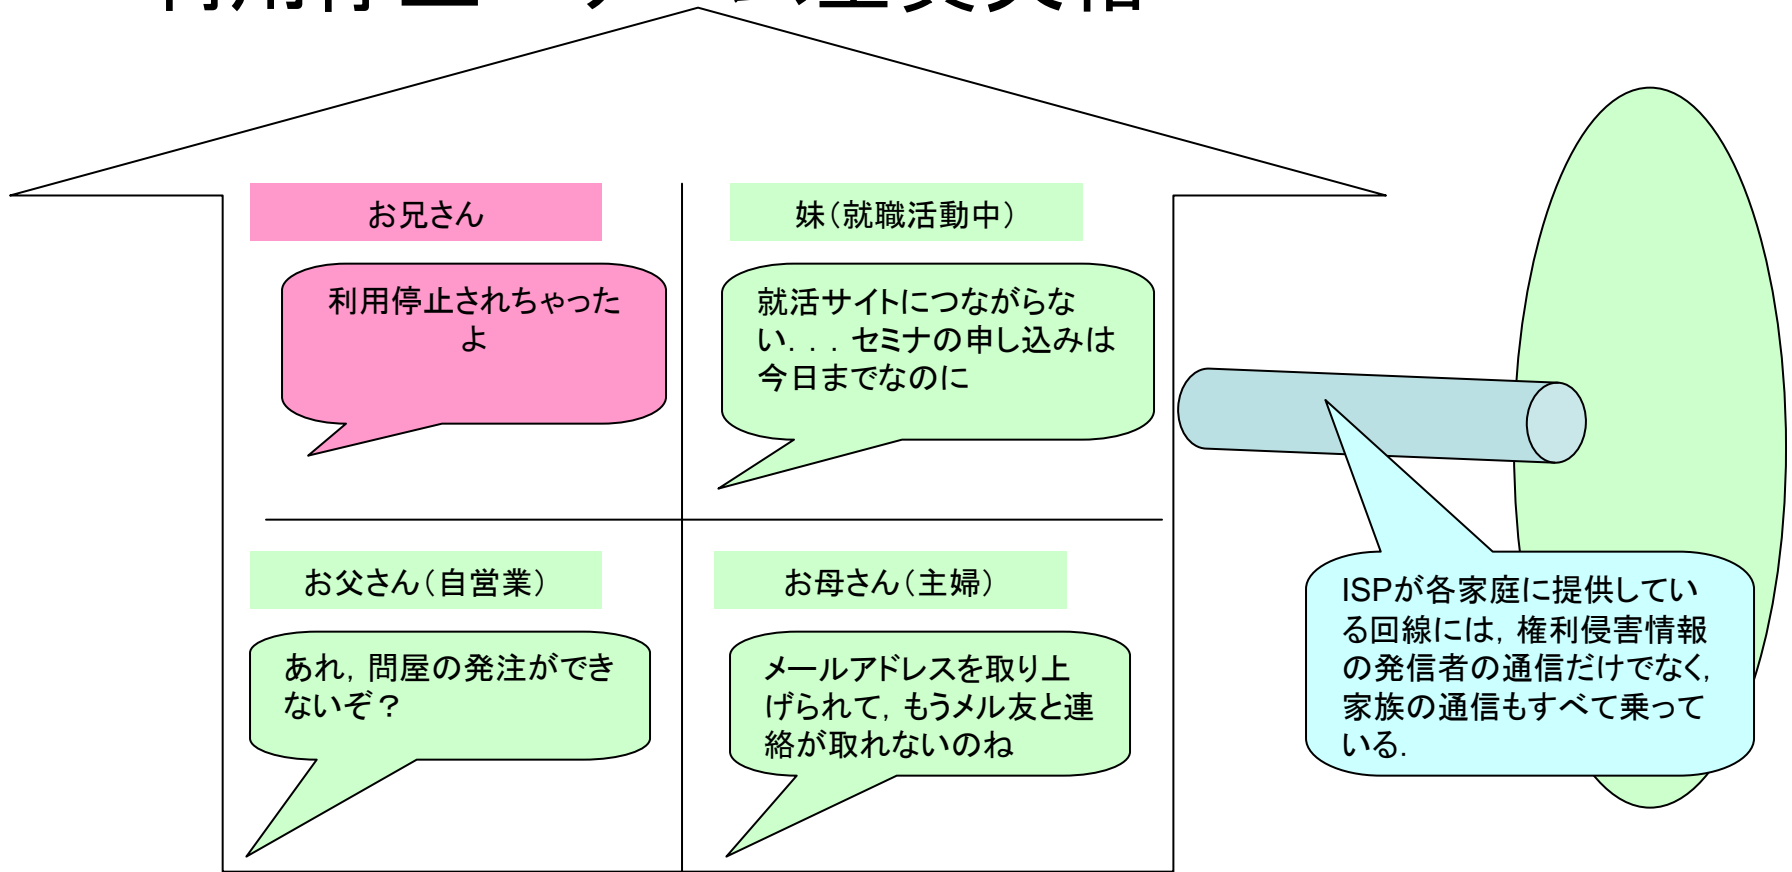 お兄さん
利用停止されちゃった
よ
妹(就職活動中)
就活サイトにつながらな
い...セミナの申し込みは
今日までなのに
お父さん(自営業)
あれ,問屋の発注ができ
ないぞ?
お母さん(主婦)
メールアドレスを取り上
げられて,もうメル友と連
絡が取れないのね
ISPが各家庭に提供してい
る回線には,権利侵害情報
の発信者の通信だけでなく,
家族の通信もすべて乗って
いる.